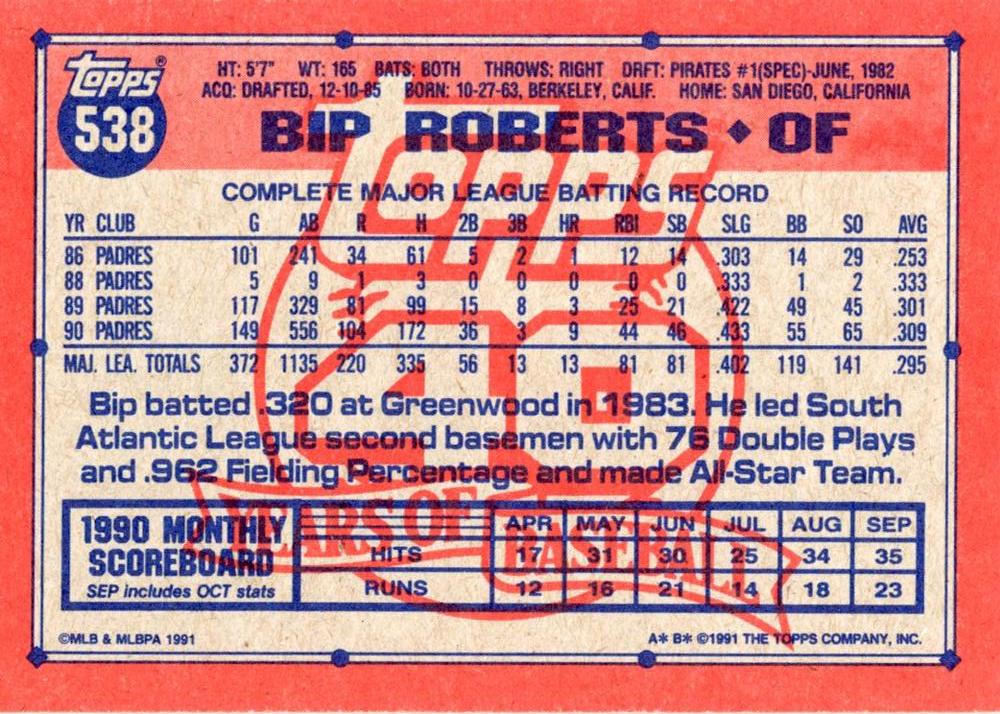 TOPPS®
538
HT: 5'7" WT: 165 BATS: BOTH THROWS: RIGHT DRFT: PIRATES #1(SPEC)-JUNE, 1982
ACQ: DRAFTED, 12-10-85 BORN: 10-27-63, BERKELEY, CALIF. HOME: SAN DIEGO, CALIFORNIA
BIP ROBERTS ◆ OF
TOPPS
40
YEARS OF BASEBALL
COMPLETE MAJOR LEAGUE BATTING RECORD
YR CLUB G AB R H 2B 3B HR RBI SB SLG BB SO AVG
86 PADRES 101 241 34 61 5 2 1 12 14 .303 14 29 .253
88 PADRES 5 9 1 3 0 0 0 0 0 .333 1 2 .333
89 PADRES 117 329 81 99 15 8 3 25 21 .422 49 45 .301
90 PADRES 149 556 104 172 36 3 9 44 46 .433 55 65 .309
MAJ. LEA. TOTALS 372 1135 220 335 56 13 13 81 81 .402 119 141 .295
Bip batted .320 at Greenwood in 1983. He led South
Atlantic League second basemen with 76 Double Plays
and .962 Fielding Percentage and made All-Star Team.
1990 MONTHLY
SCOREBOARD
SEP includes OCT stats
APR MAY JUN JUL AUG SEP
HITS 17 31 30 25 34 35
RUNS 12 16 21 14 18 23
©MLB & MLBPA 1991
A* B* ©1991 THE TOPPS COMPANY, INC.